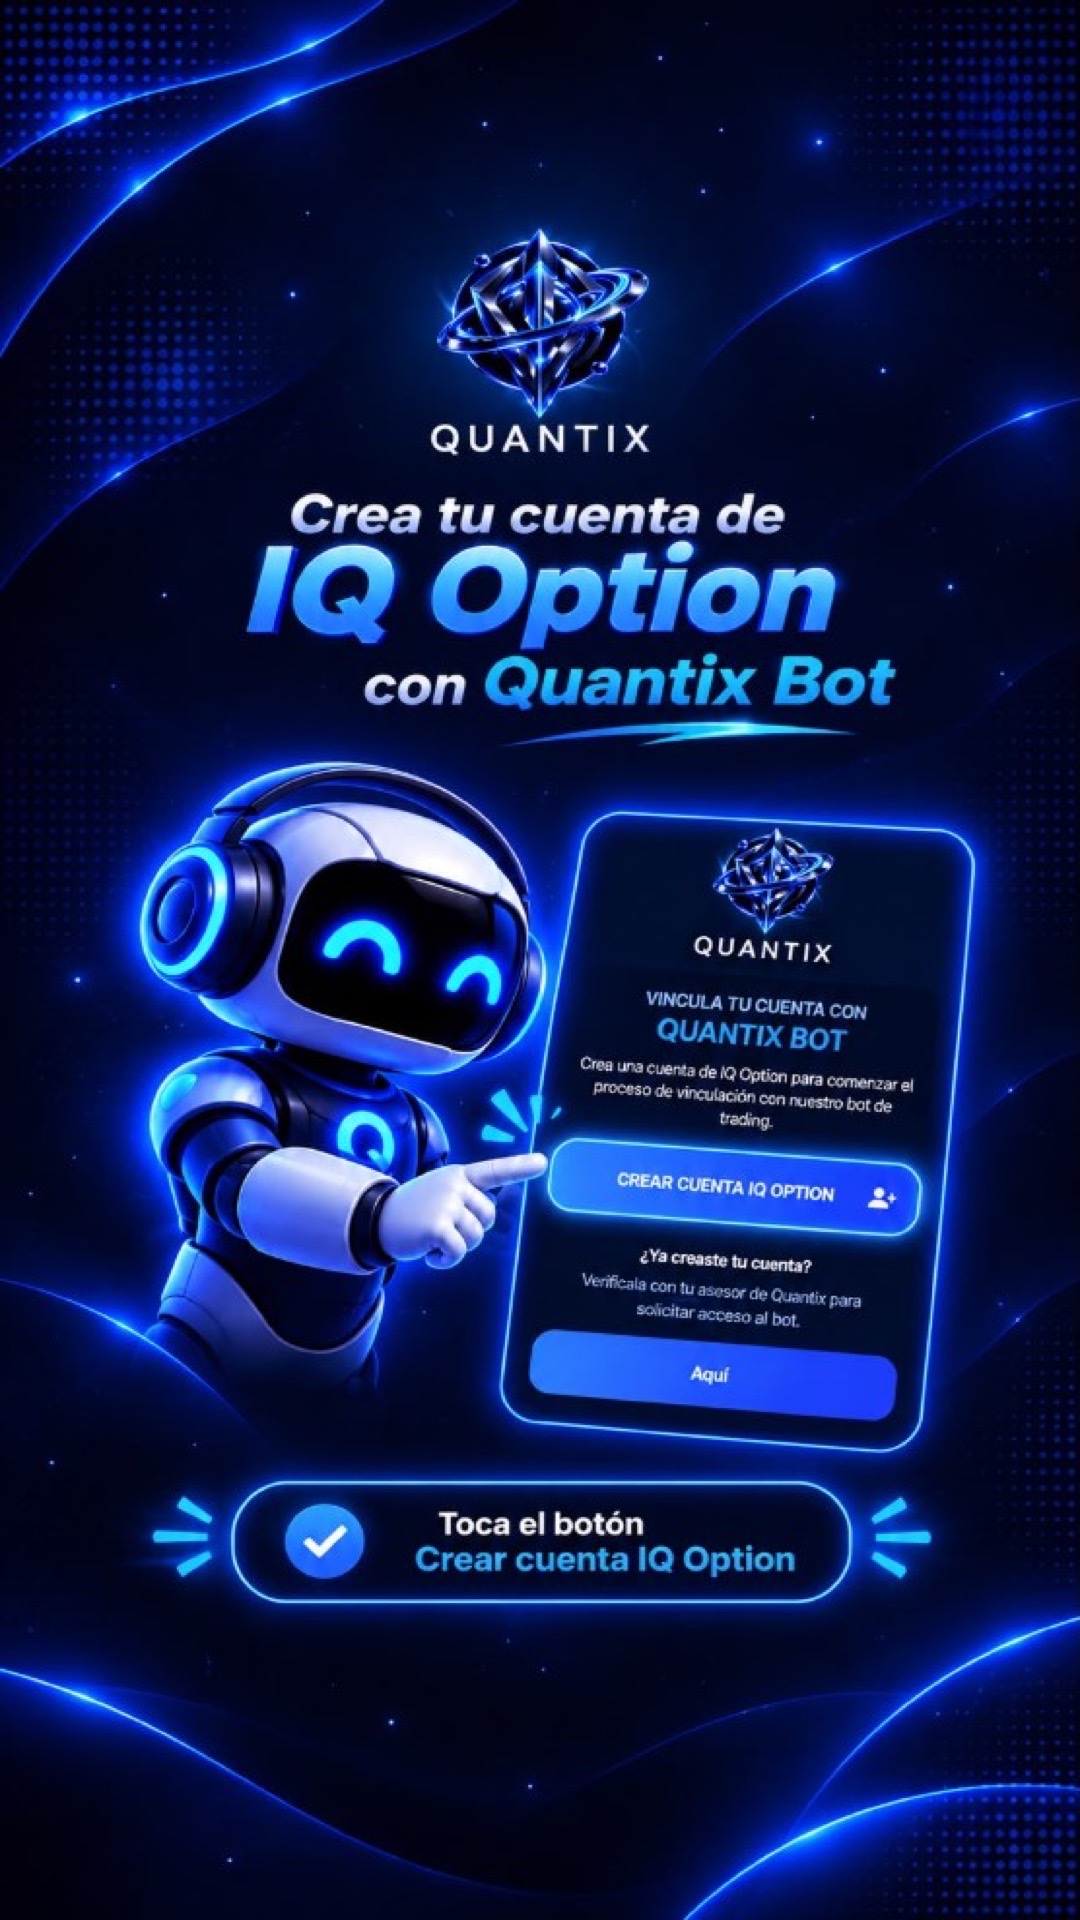 QUANTIX
Crea tu cuenta de
IQ Option
con Quantix Bot
QUANTIX
VINCULA TU CUENTA CON
QUANTIX BOT
Crea una cuenta de IQ Option para comenzar el
proceso de vinculación con nuestro bot de
trading.
Q
CREAR CUENTA IQ OPTION
¿Ya creaste tu cuenta?
Verifícala con tu asesor de Quantix para
solicitar acceso al bot.
Aquí
Toca el botón
Crear cuenta IQ Option